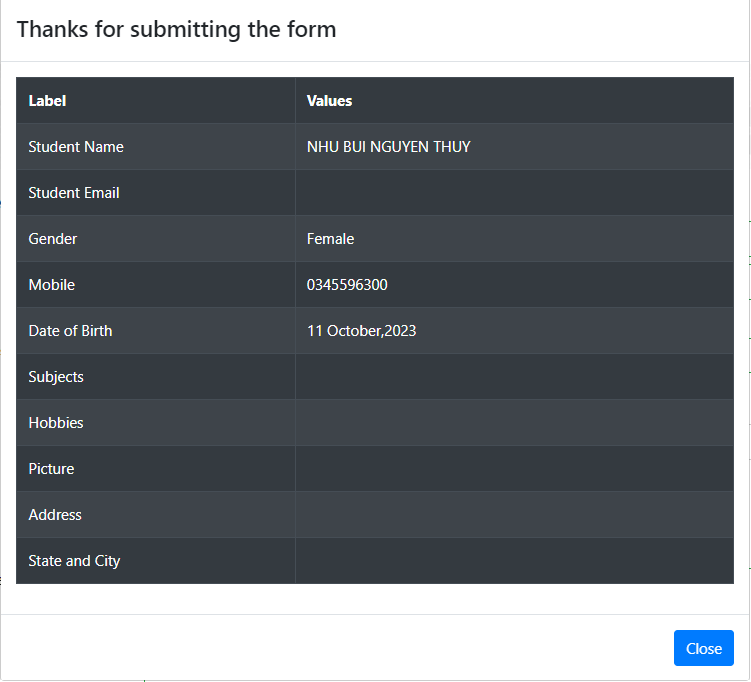 Thanks for submitting the form
Label Values
Student Name NHU BUI NGUYEN THUY
Student Email
Gender Female
Mobile 0345596300
Date of Birth 11 October,2023
Subjects
Hobbies
Picture
Address
State and City
Close